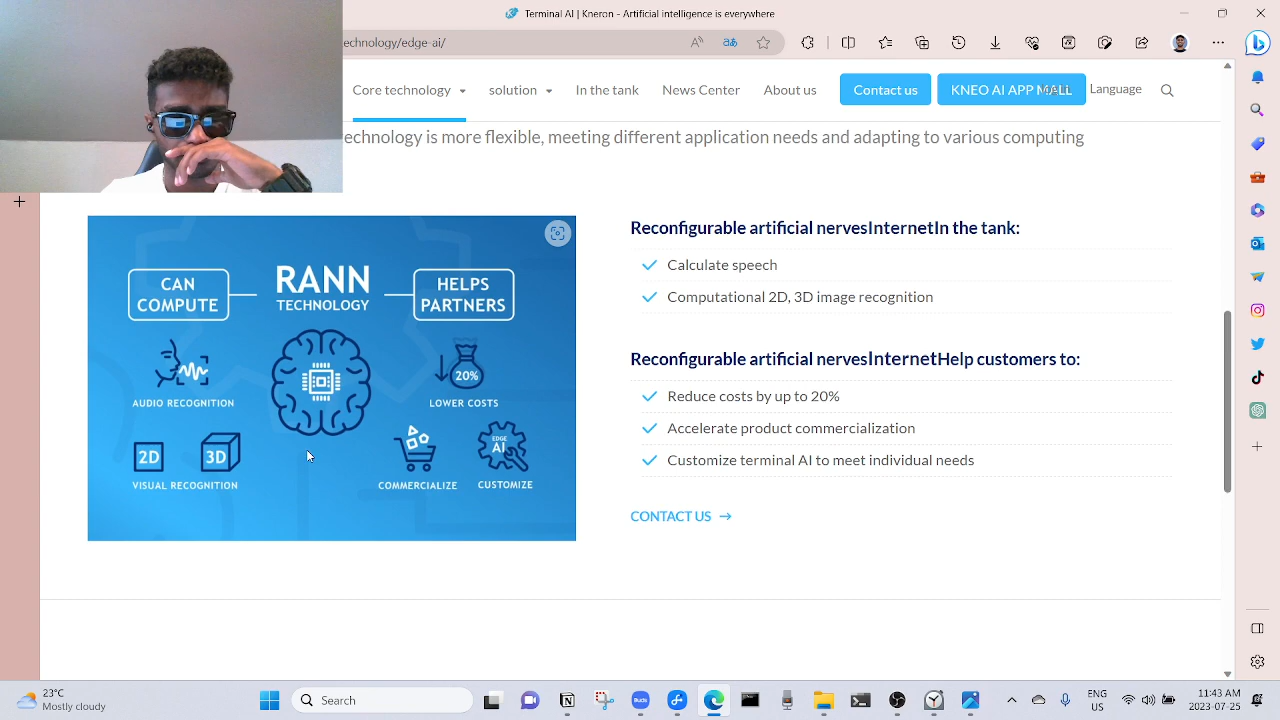 Terminal AI | Kneron - Artificial intelligence is everywhere
echnology/edge-ai/
Core technology
solution
In the tank
News Center
About us
Contact us
KNEO AI APP MALL
Language
echnology is more flexible, meeting different application needs and adapting to various computing
CAN COMPUTE
RANN TECHNOLOGY
HELPS PARTNERS
AUDIO RECOGNITION
20%
LOWER COSTS
2D
3D
VISUAL RECOGNITION
COMMERCIALIZE
EDGE AI
CUSTOMIZE
Reconfigurable artificial nervesInternetIn the tank:
Calculate speech
Computational 2D, 3D image recognition
Reconfigurable artificial nervesInternetHelp customers to:
Reduce costs by up to 20%
Accelerate product commercialization
Customize terminal AI to meet individual needs
CONTACT US
23°C
Mostly cloudy
Search
ENG
US
11:43 AM
2023-07-25